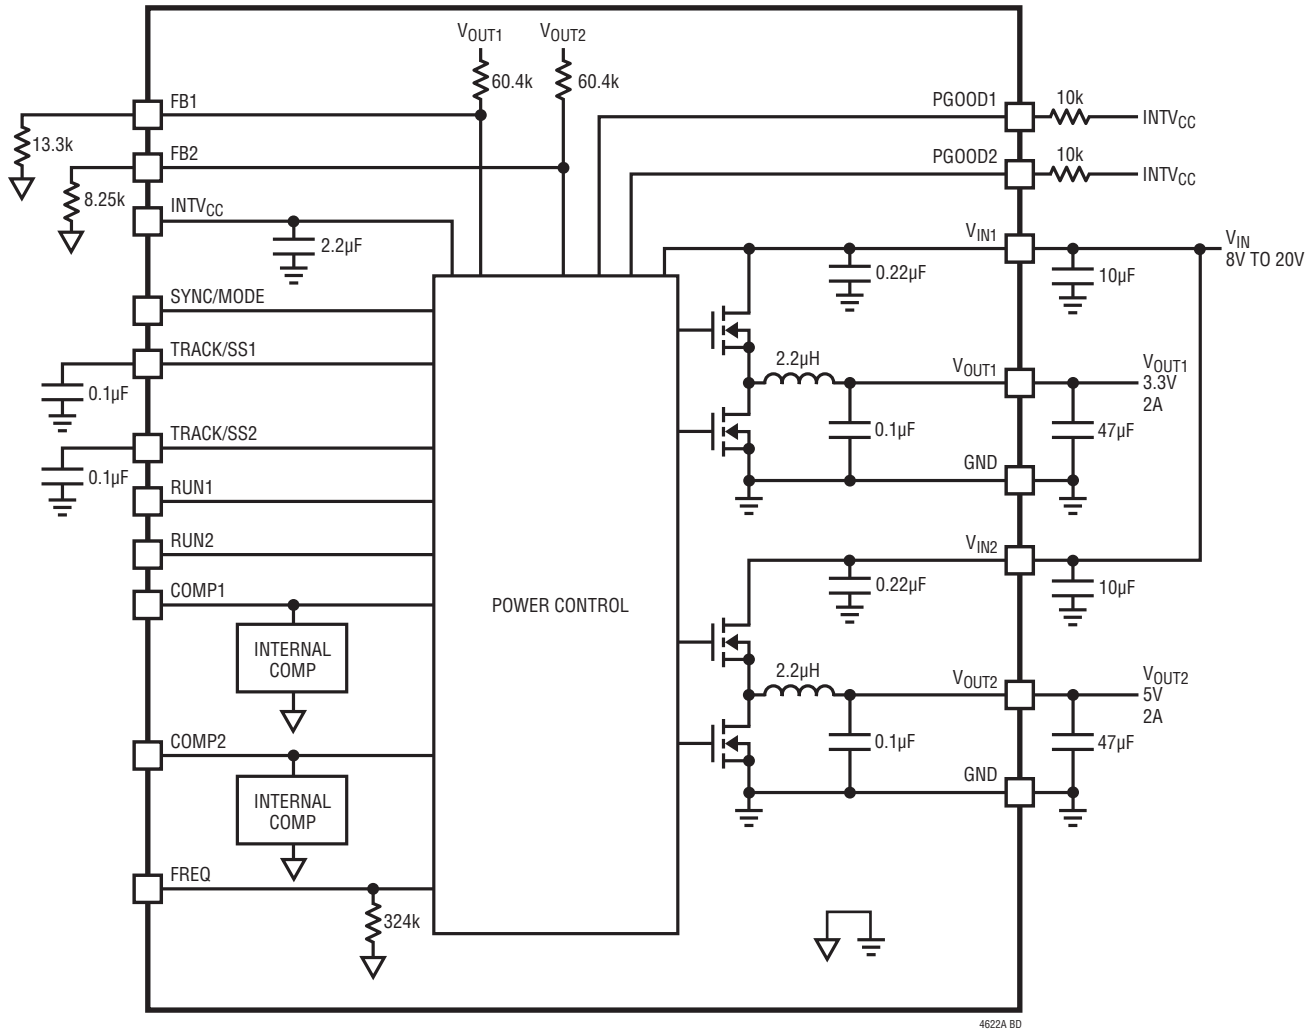 VOUT1
VOUT2
60.4k
60.4k
FB1
13.3k
FB2
8.25k
INTVCC
2.2µF
PGOOD1
10k
INTVCC
PGOOD2
10k
INTVCC
VIN1
VIN
8V TO 20V
0.22µF
10µF
SYNC/MODE
TRACK/SS1
0.1µF
2.2µH
VOUT1
VOUT1
3.3V
2A
0.1µF
47µF
GND
TRACK/SS2
0.1µF
RUN1
RUN2
COMP1
INTERNAL
COMP
POWER CONTROL
VIN2
0.22µF
10µF
2.2µH
VOUT2
VOUT2
5V
2A
0.1µF
47µF
GND
COMP2
INTERNAL
COMP
FREQ
324k
4622A BD